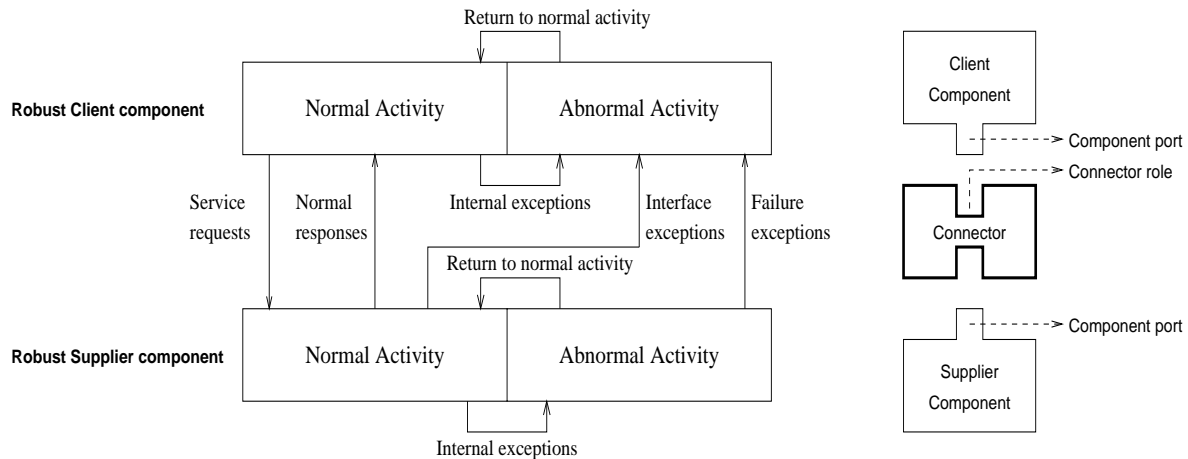 Return to normal activity
Robust Client component
Normal Activity
Abnormal Activity
Service
requests
Normal
responses
Internal exceptions
Interface
exceptions
Failure
exceptions
Return to normal activity
Robust Supplier component
Normal Activity
Abnormal Activity
Internal exceptions
Client
Component
Component port
Connector role
Connector
Component port
Supplier
Component